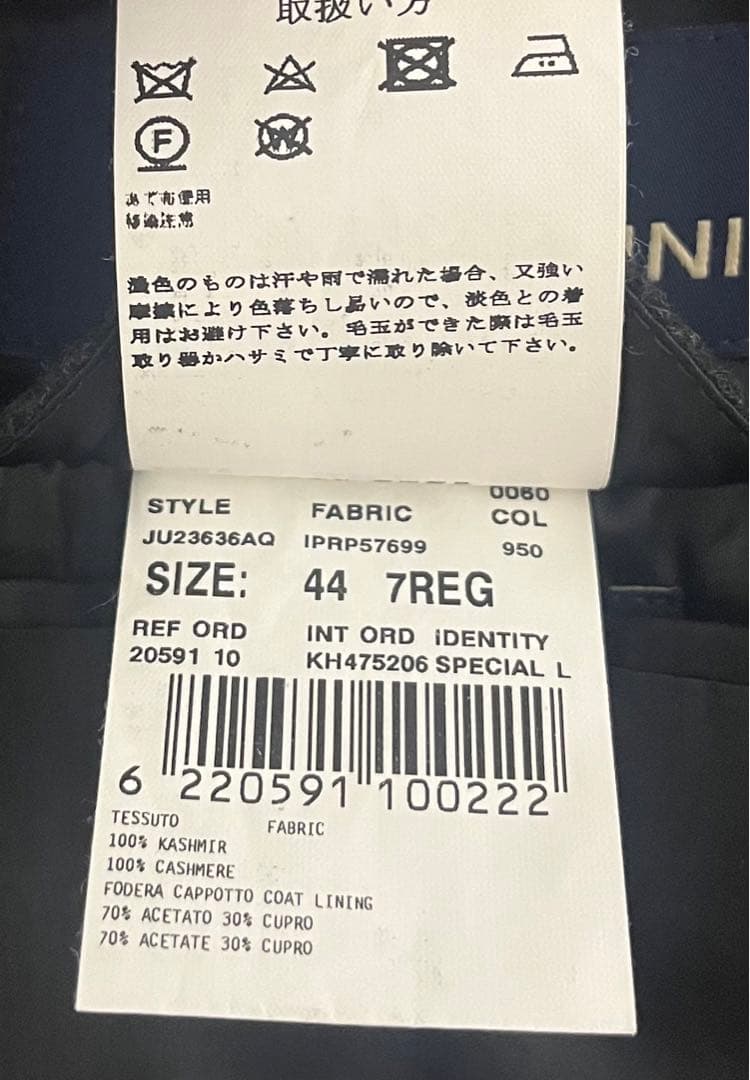 取扱い方
F
W
あて布使用
移染注意
INI
濃色のものは汗や雨で濡れた場合、又強い
摩擦により色落ちし易いので、淡色との着
用はお避け下さい。毛玉ができた際は毛玉
取り器かハサミで丁寧に取り除いて下さい。
0060
STYLE FABRIC COL
JU23636AQ IPRP57699 950
SIZE: 44 7REG
REF ORD INT ORD iDENTITY
20591 10 KH475206 SPECIAL L
6 220591 100222
TESSUTO FABRIC
100% KASHMIR
100% CASHMERE
FODERA CAPPOTTO COAT LINING
70% ACETATO 30% CUPRO
70% ACETATE 30% CUPRO